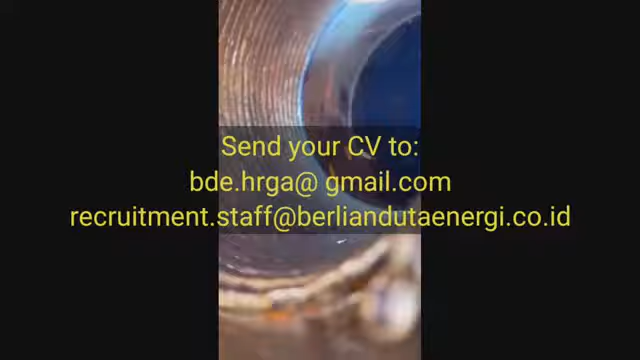 Send your CV to:
bde.hrga@ gmail.com
recruitment.staff@berliandutaenergi.co.id